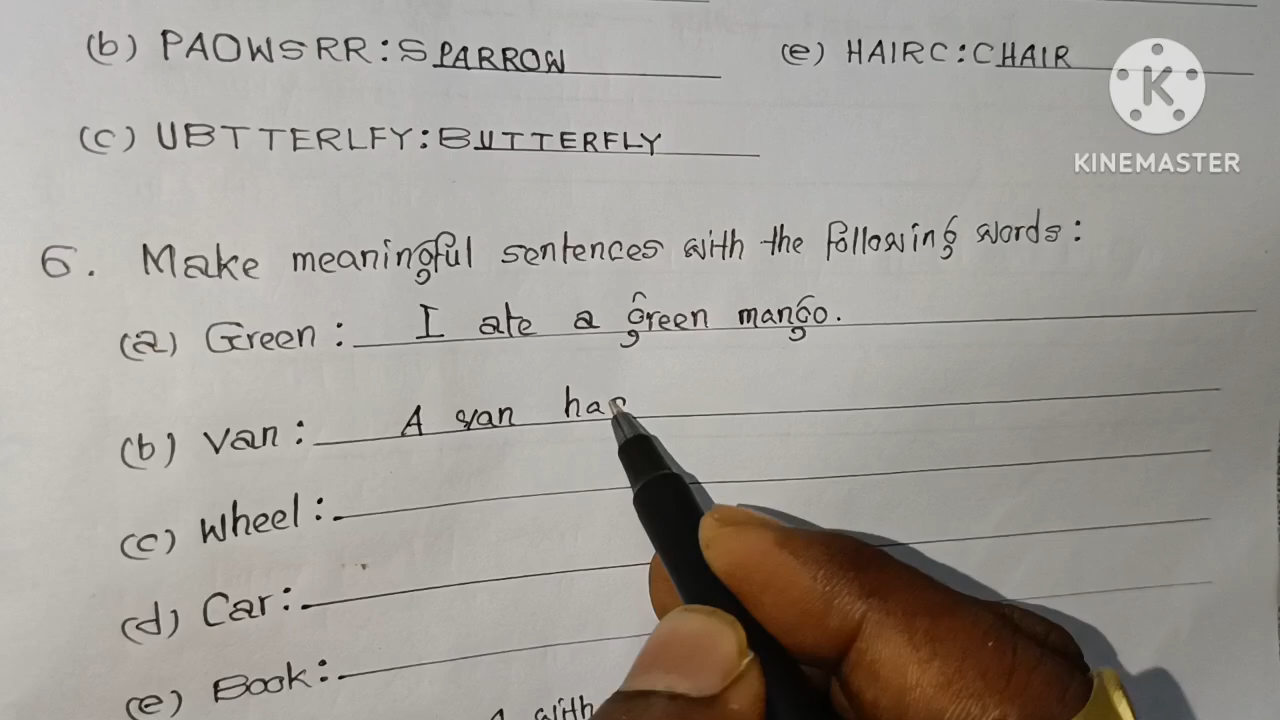 (b) PAOWSRR: SPARROW (e) HAIRC: CHAIR
(c) UBTTERLFY: BUTTERFLY
KINEMASTER
6. Make meaningful sentences with the following words:
(a) Green: I ate a green mango.
(b) Van: A van has
(c) Wheel:
(d) Car:
(e) Book:
with